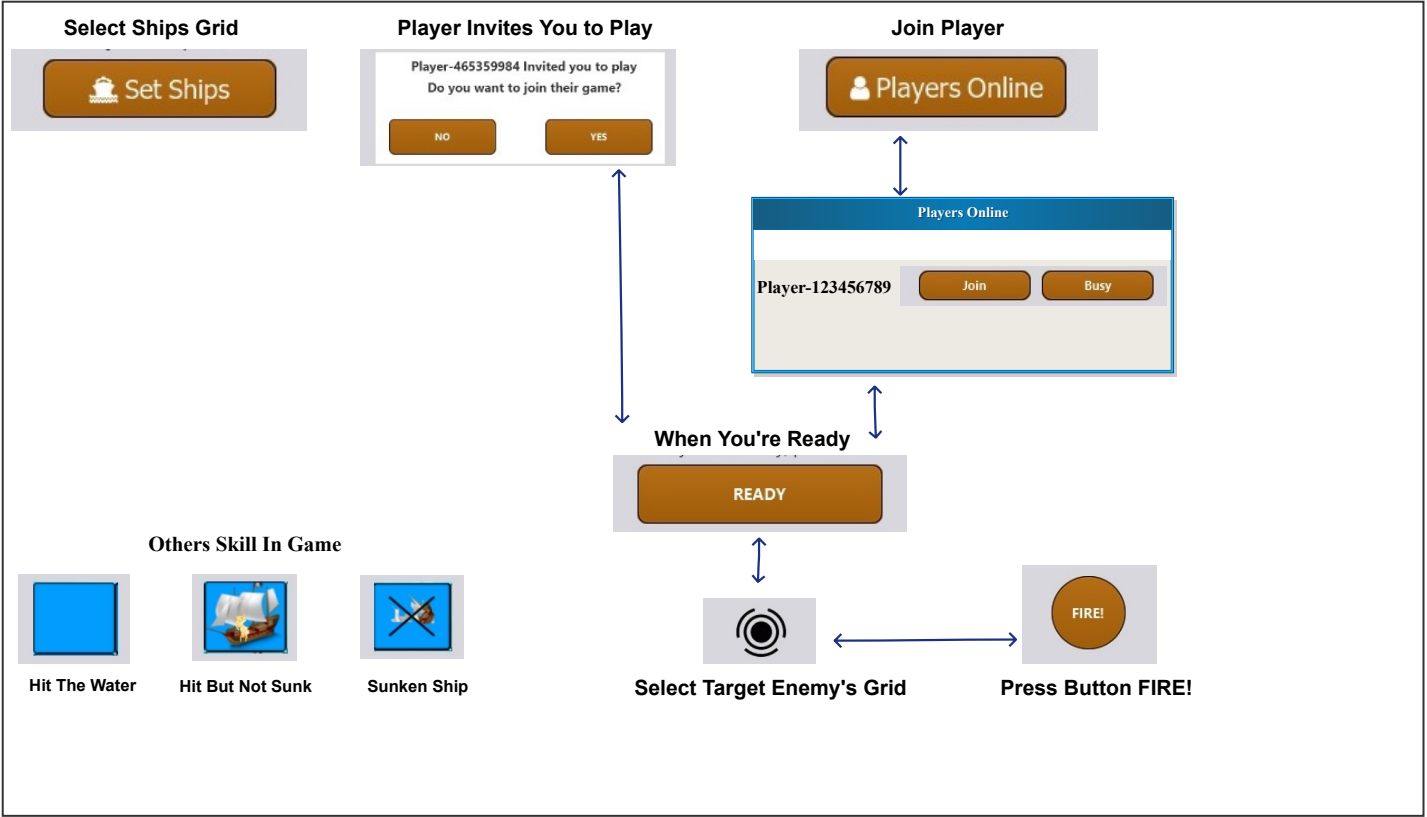 Select Ships Grid
Set Ships
Player Invites You to Play
Player-465359984 Invited you to play
Do you want to join their game?
NO
YES
Join Player
Players Online
Players Online
Player-123456789
Join
Busy
When You're Ready
READY
Others Skill In Game
Hit The Water
Hit But Not Sunk
Sunken Ship
Select Target Enemy's Grid
FIRE!
Press Button FIRE!